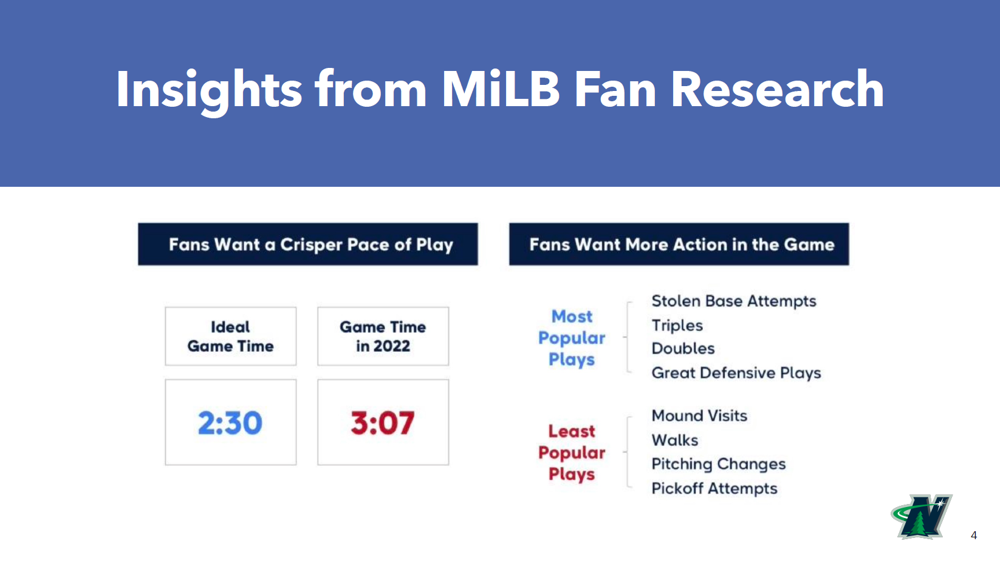 Insights from MiLB Fan Research
Fans Want a Crisper Pace of Play
Ideal
Game Time
Game Time
in 2022
2:30
3:07
Fans Want More Action in the Game
Most
Popular
Plays
Stolen Base Attempts
Triples
Doubles
Great Defensive Plays
Least
Popular
Plays
Mound Visits
Walks
Pitching Changes
Pickoff Attempts
N
4